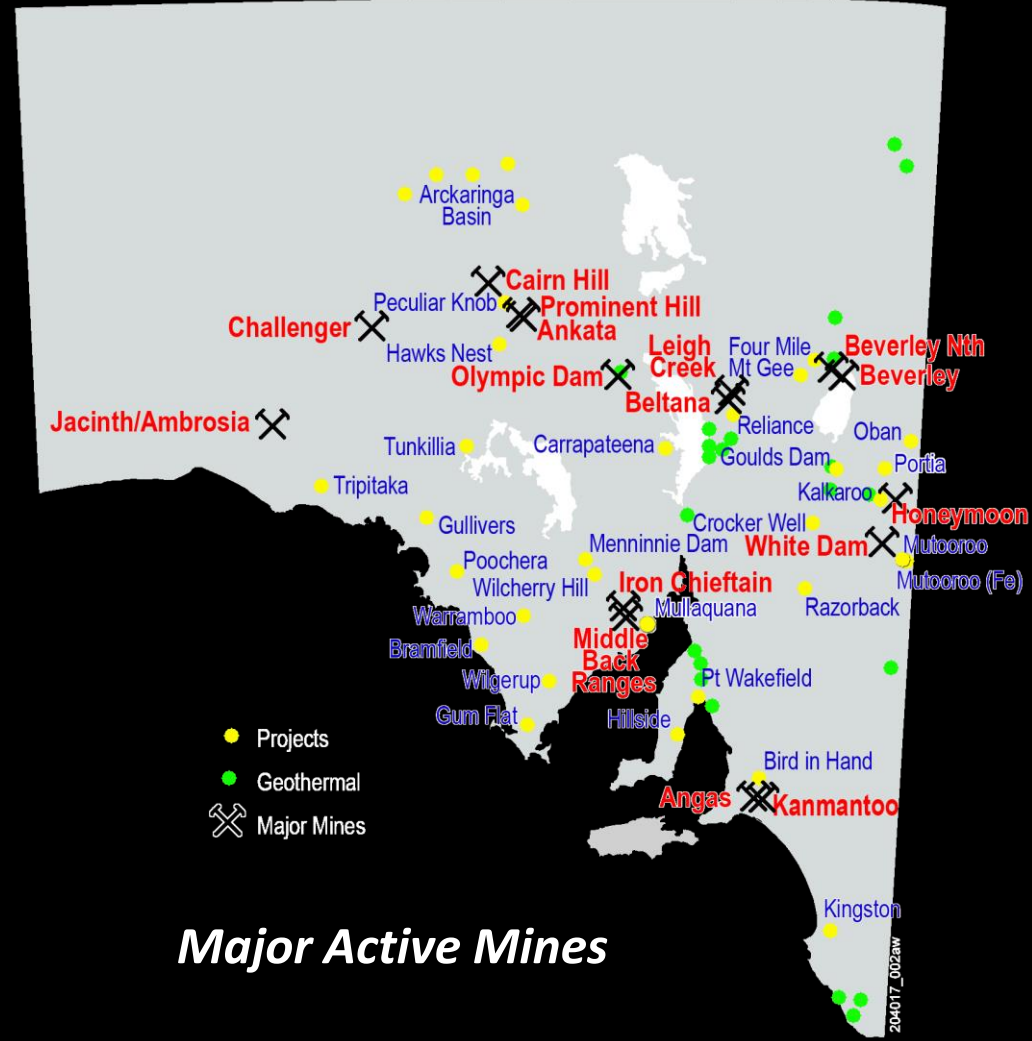 Arckaringa
Basin
Cairn Hill
Peculiar Knob
Prominent Hill
Ankata
Challenger
Hawks Nest
Olympic Dam
Leigh
Creek
Beltana
Four Mile
Mt Gee
Beverley Nth
Beverley
Jacinth/Ambrosia
Reliance
Oban
Tunkillia
Carrapateena
Goulds Dam
Portia
Tripitaka
Kalkaroo
Honeymoon
Gullivers
Crocker Well
White Dam
Mutooroo
Menninnie Dam
Poochera
Wilcherry Hill
Iron Chieftain
Mutooroo (Fe)
Warramboo
Mullaquana
Razorback
Bramfield
Middle
Back
Ranges
Wilgerup
Pt Wakefield
Gum Flat
Hillside
Projects
Geothermal
Major Mines
Bird in Hand
Angas
Kanmantoo
Kingston
Major Active Mines
204017_002aw